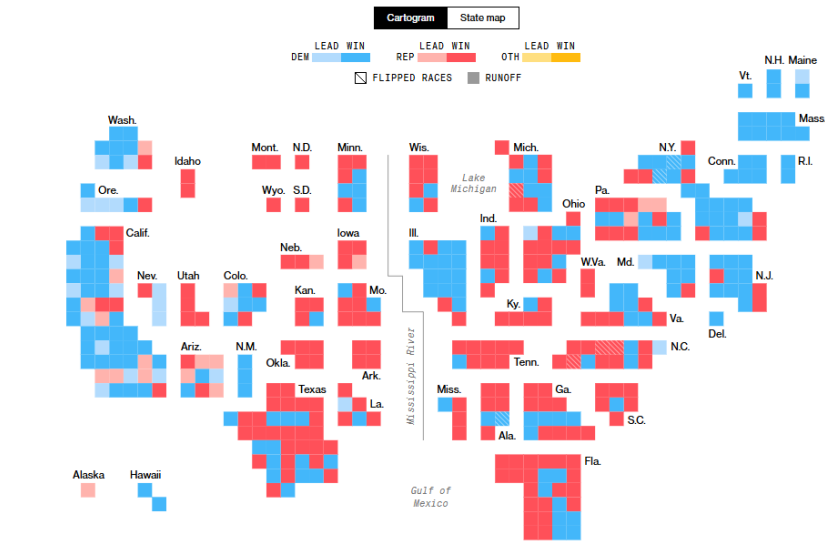 Cartogram State map
LEAD WIN LEAD WIN LEAD WIN
DEM REP OTH
FLIPPED RACES RUNOFF
N.H. Maine
Vt.
Wash. Mass
Mont. N.D. Minn. Wis. Mich. N.Y.
Idaho Conn. R.I.
Lake
Michigan
Ore. Wyo. S.D. Pa.
Ohio
Ind.
Calif. Iowa Ill.
Neb.
W.Va. Md.
Nev. Utah Colo. N.J.
Kan. Mo.
Ky.
Va.
Del.
Mississippi River
Ariz. N.M. N.C.
Okla. Tenn.
Ark.
Texas Miss. Ga.
La.
S.C.
Ala.
Fla.
Alaska Hawaii
Gulf of
Mexico